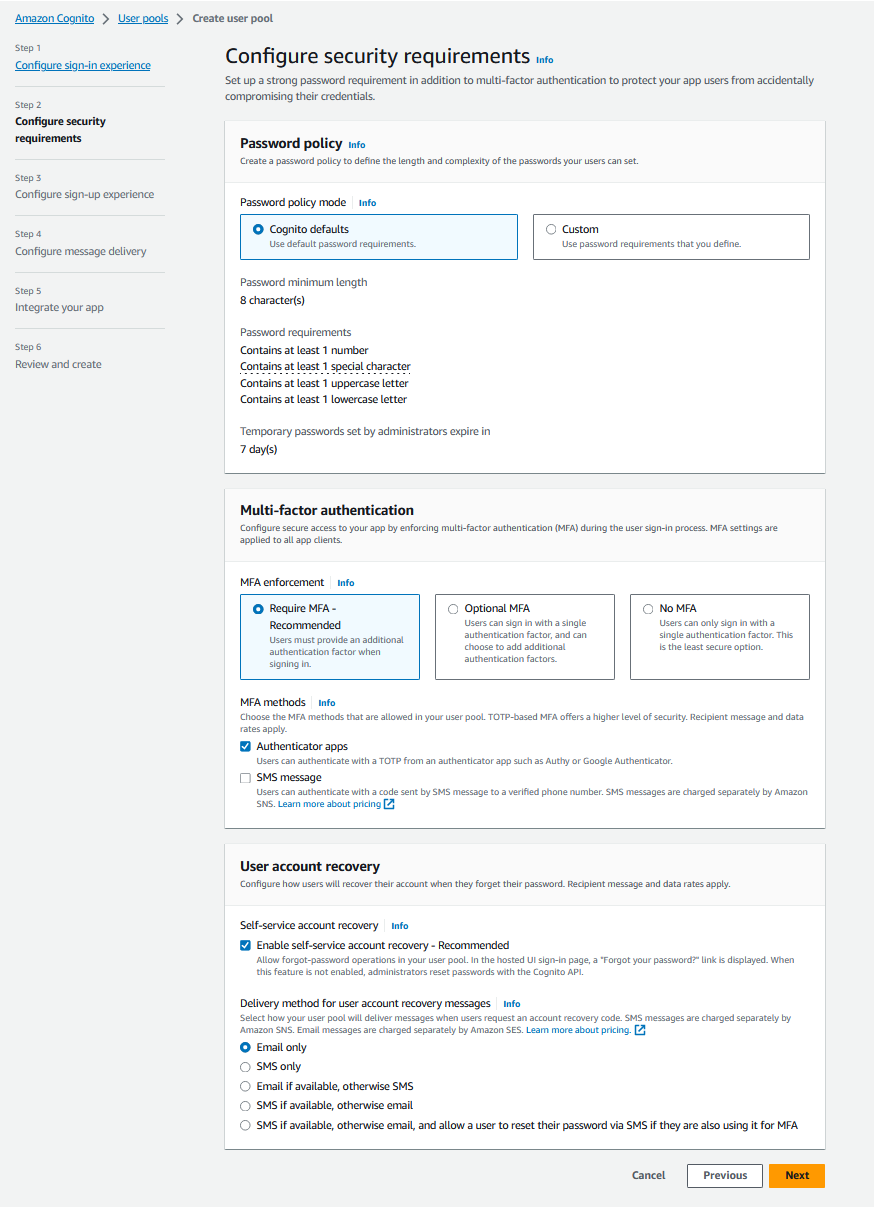 Amazon Cognito > User pools > Create user pool
Step 1
Configure sign-in experience
Step 2
Configure security
requirements
Step 3
Configure sign-up experience
Step 4
Configure message delivery
Step 5
Integrate your app
Step 6
Review and create
Configure security requirements Info
Set up a strong password requirement in addition to multi-factor authentication to protect your app users from accidentally
compromising their credentials.
Password policy Info
Create a password policy to define the length and complexity of the passwords your users can set.
Password policy mode Info
Cognito defaults
Use default password requirements.
Custom
Use password requirements that you define.
Password minimum length
8 character(s)
Password requirements
Contains at least 1 number
Contains at least 1 special character
Contains at least 1 uppercase letter
Contains at least 1 lowercase letter
Temporary passwords set by administrators expire in
7 day(s)
Multi-factor authentication
Configure secure access to your app by enforcing multi-factor authentication (MFA) during the user sign-in process. MFA settings are
applied to all app clients.
MFA enforcement Info
Require MFA -
Recommended
Users must provide an additional
authentication factor when
signing in.
Optional MFA
Users can sign in with a single
authentication factor, and can
choose to add additional
authentication factors.
No MFA
Users can only sign in with a
single authentication factor. This
is the least secure option.
MFA methods Info
Choose the MFA methods that are allowed in your user pool. TOTP-based MFA offers a higher level of security. Recipient message and data
rates apply.
Authenticator apps
Users can authenticate with a TOTP from an authenticator app such as Authy or Google Authenticator.
SMS message
Users can authenticate with a code sent by SMS message to a verified phone number. SMS messages are charged separately by Amazon
SNS. Learn more about pricing
User account recovery
Configure how users will recover their account when they forget their password. Recipient message and data rates apply.
Self-service account recovery Info
Enable self-service account recovery - Recommended
Allow forgot-password operations in your user pool. In the hosted UI sign-in page, a "Forgot your password?" link is displayed. When
this feature is not enabled, administrators reset passwords with the Cognito API.
Delivery method for user account recovery messages Info
Select how your user pool will deliver messages when users request an account recovery code. SMS messages are charged separately by
Amazon SNS. Email messages are charged separately by Amazon SES. Learn more about pricing.
Email only
SMS only
Email if available, otherwise SMS
SMS if available, otherwise email
SMS if available, otherwise email, and allow a user to reset their password via SMS if they are also using it for MFA
Cancel
Previous
Next